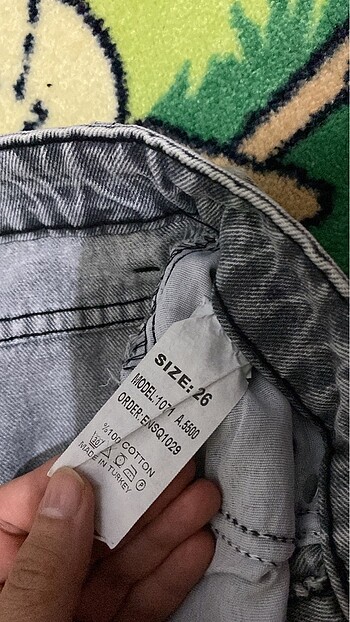 SIZE: 26
MODEL:1071 A.5500
ORDER:ENSQ1029
%100 COTTON
MADE IN TURKEY